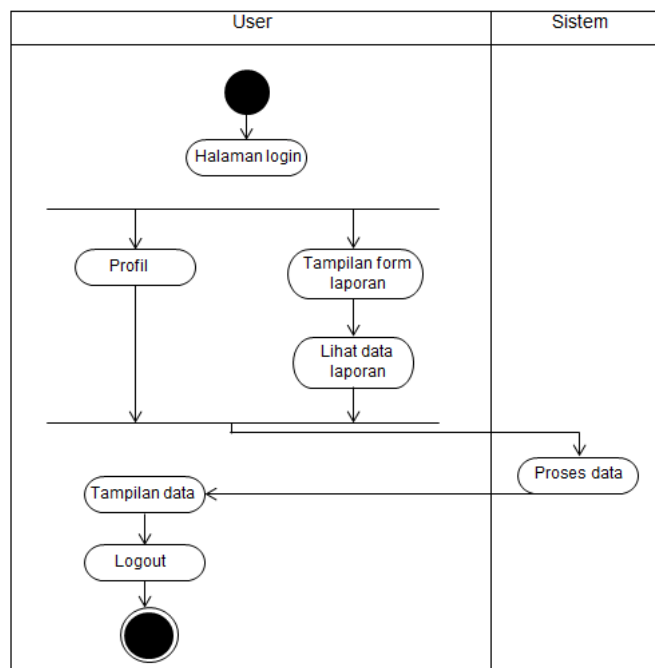 User
Sistem
Halaman login
Profil
Tampilan form
laporan
Lihat data
laporan
Proses data
Tampilan data
Logout